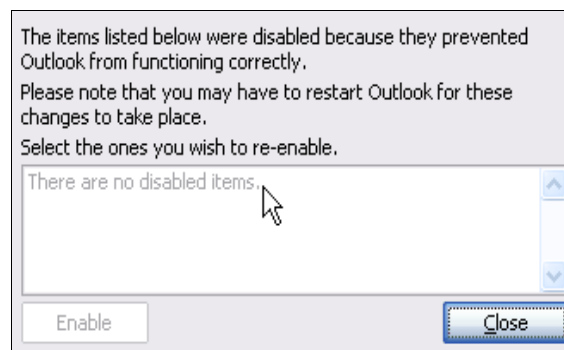 The items listed below were disabled because they prevented
Outlook from functioning correctly.
Please note that you may have to restart Outlook for these
changes to take place.
Select the ones you wish to re-enable.
There are no disabled items.
Enable
Close